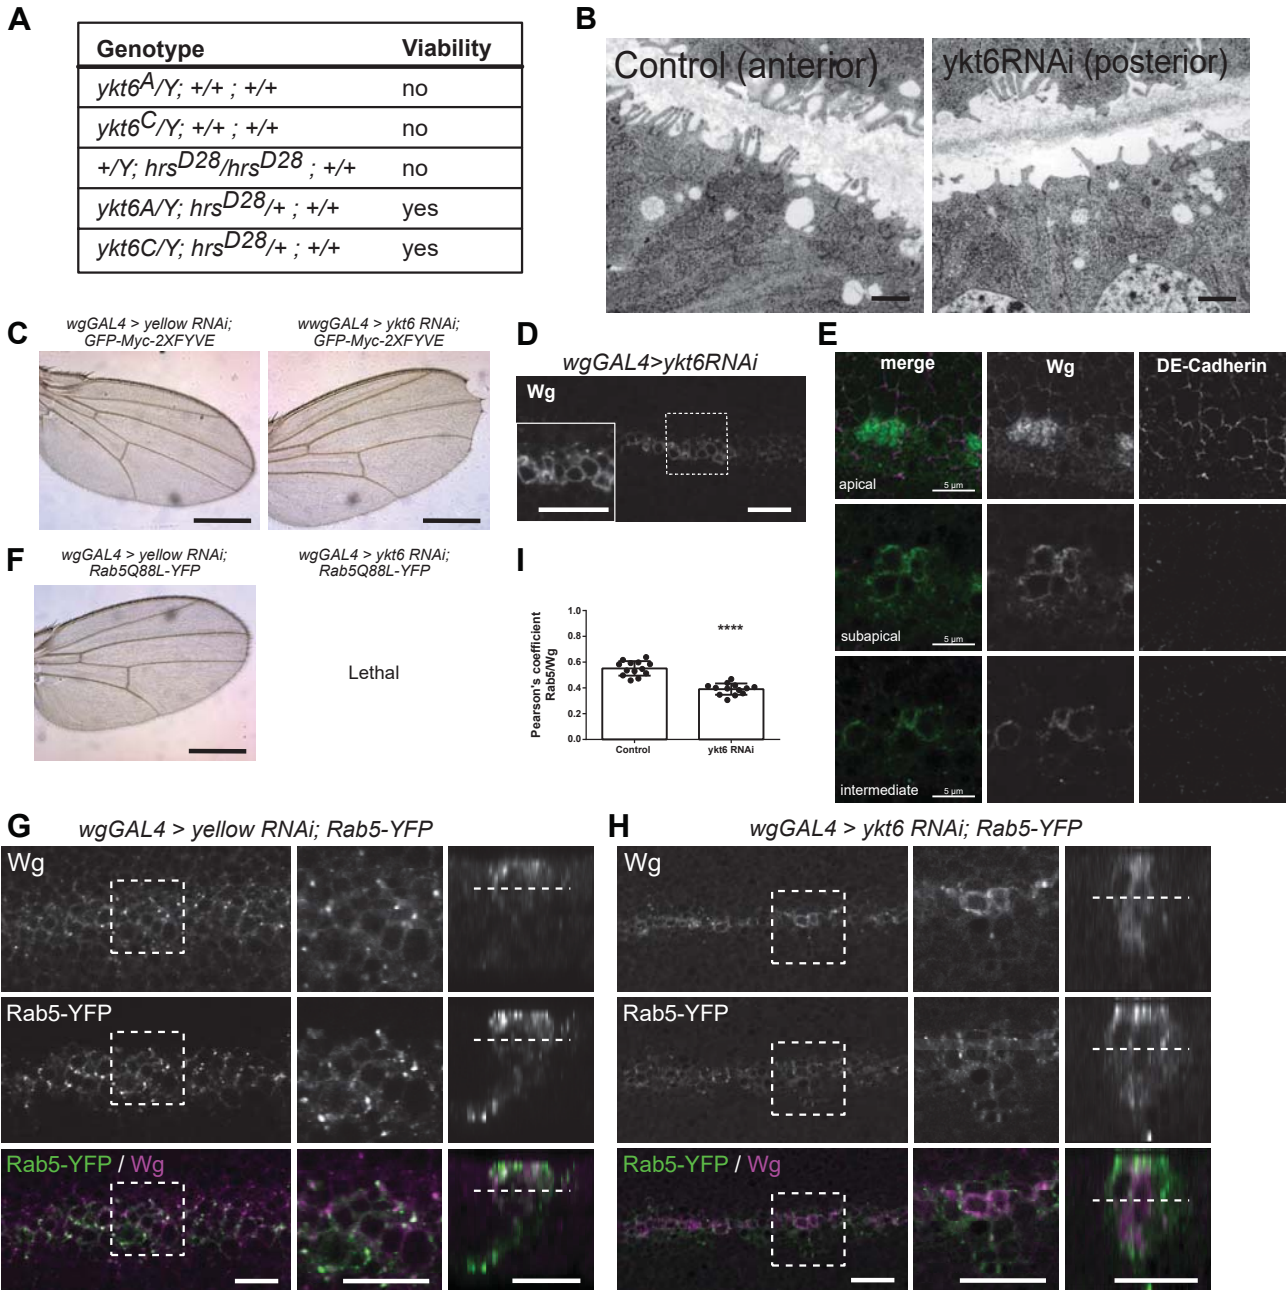 A
Genotype Viability
ykt6A/Y; +/+ ; +/+ no
ykt6C/Y; +/+ ; +/+ no
+/Y; hrsD28/hrsD28 ; +/+ no
ykt6A/Y; hrsD28/+ ; +/+ yes
ykt6C/Y; hrsD28/+ ; +/+ yes
B
Control (anterior)
ykt6RNAi (posterior)
C
wgGAL4 > yellow RNAi;
GFP-Myc-2XFYVE
wwgGAL4 > ykt6 RNAi;
GFP-Myc-2XFYVE
D
wgGAL4>ykt6RNAi
Wg
E
merge
Wg
DE-Cadherin
apical
5 µm
subapical
5 µm
intermediate
5 µm
F
wgGAL4 > yellow RNAi;
Rab5Q88L-YFP
wgGAL4 > ykt6 RNAi;
Rab5Q88L-YFP
Lethal
I
Pearson's coefficient
Rab5/Wg
1.0
0.8
0.6
0.4
0.2
0.0
****
Control
ykt6 RNAi
G
wgGAL4 > yellow RNAi; Rab5-YFP
Wg
Rab5-YFP
Rab5-YFP / Wg
H
wgGAL4 > ykt6 RNAi; Rab5-YFP
Wg
Rab5-YFP
Rab5-YFP / Wg